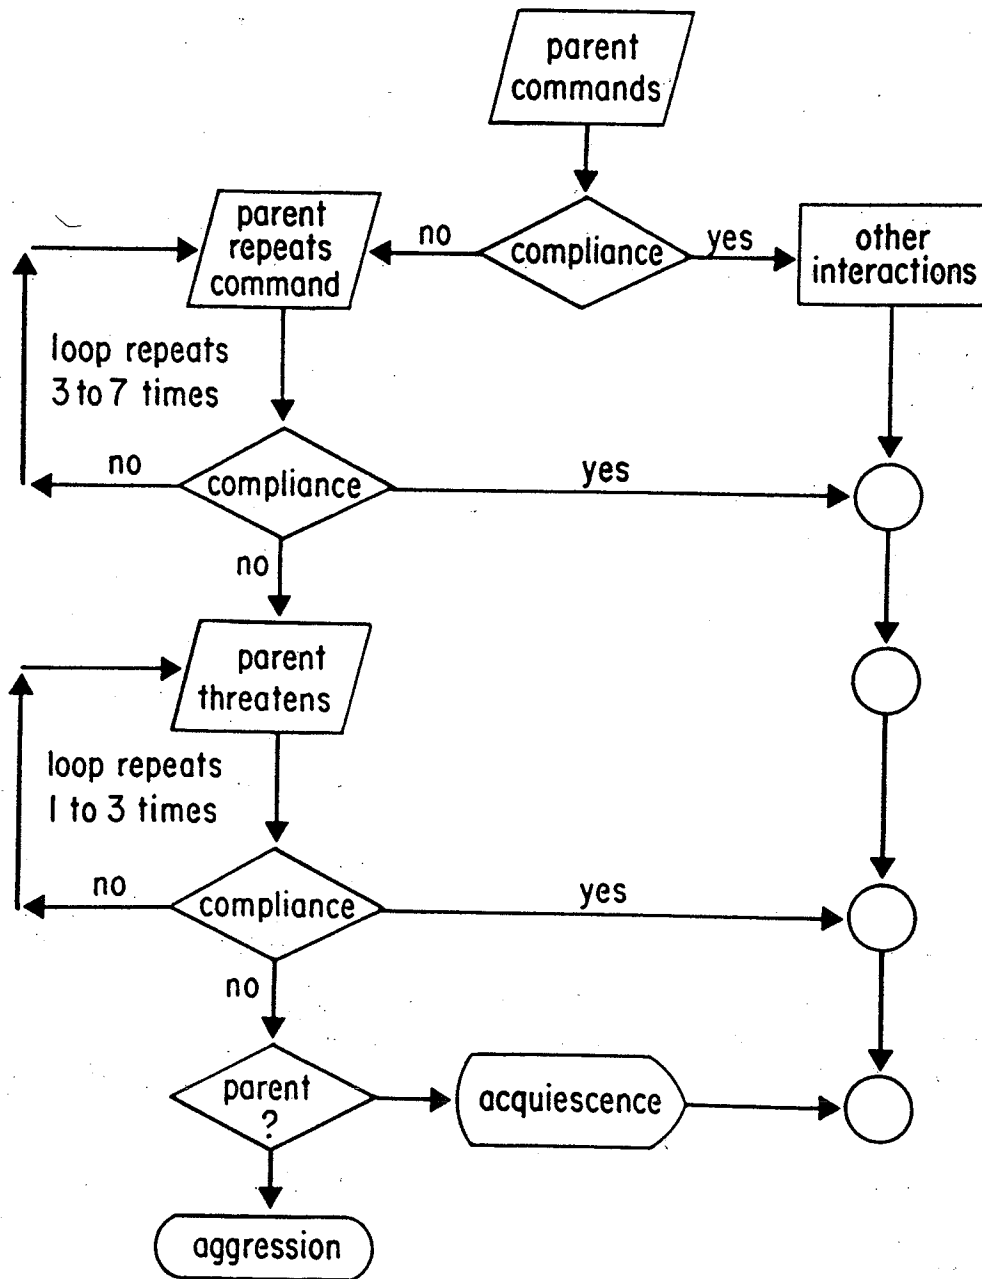 parent
commands
compliance
no
yes
parent
repeats
command
other
interactions
loop repeats
3 to 7 times
no
compliance
yes
no
parent
threatens
loop repeats
1 to 3 times
no
compliance
yes
no
parent
?
acquiescence
aggression